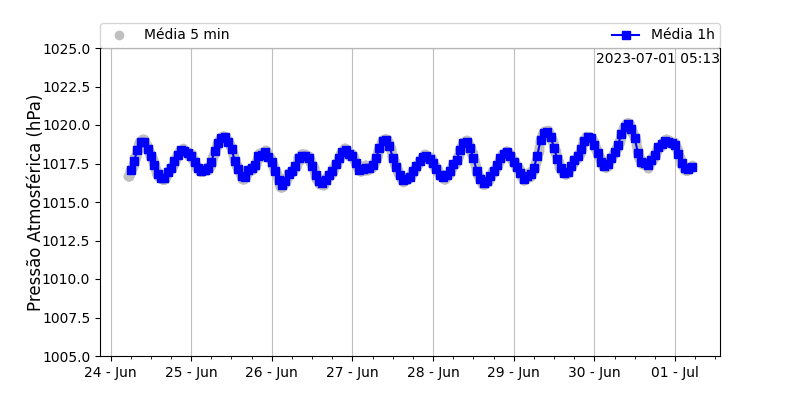 Média 5 min
Média 1h
2023-07-01 05:13
Pressão Atmosférica (hPa)
1025.0
1022.5
1020.0
1017.5
1015.0
1012.5
1010.0
1007.5
1005.0
24 - Jun 25 - Jun 26 - Jun 27 - Jun 28 - Jun 29 - Jun 30 - Jun 01 - Jul